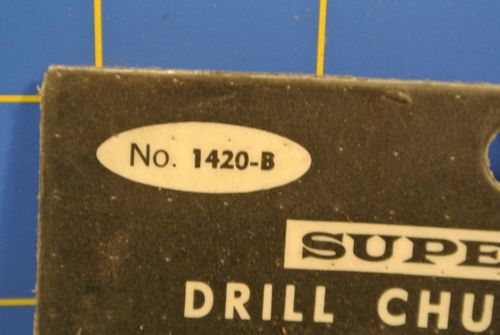 No. 1420-B
SUPE
DRILL CHU